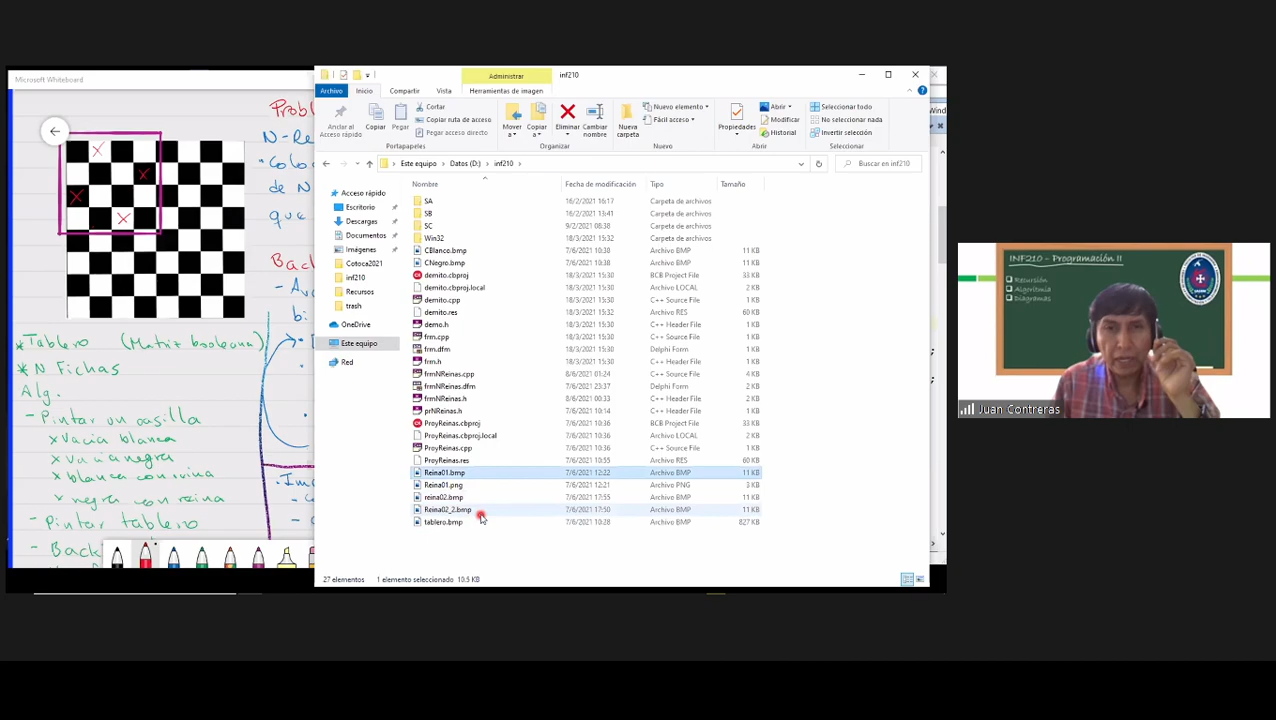 Microsoft Whiteboard
N-Re
Coloc
de N
que
*Tablero (Matriz booleana)
* N Fichas
Alg.
- Pintar un casilla
x Vacia blanca
x Vacia negra
x blanca con reina
x negra con reina
- Pintar tablero
- Back
Administrar
inf210
Archivo
Inicio
Compartir
Vista
Herramientas de imagen
Anclar al
Acceso rápido
Copiar
Pegar
Cortar
Copiar ruta de acceso
Pegar acceso directo
Portapapeles
Mover
a
Copiar
a
Eliminar
Cambiar
nombre
Organizar
Nueva
carpeta
Nuevo elemento
Fácil acceso
Nuevo
Propiedades
Abrir
Modificar
Historial
Abrir
Seleccionar todo
No seleccionar nada
Invertir selección
Seleccionar
Este equipo > Datos (D:) > inf210 >
Buscar en inf210
Acceso rápido
Escritorio
Descargas
Documentos
Imágenes
Cotoca2021
inf210
Recursos
trash
OneDrive
Este equipo
Red
Nombre Fecha de modificación Tipo Tamaño
SA 16/2/2021 16:17 Carpeta de archivos
SB 16/2/2021 13:41 Carpeta de archivos
SC 9/2/2021 08:38 Carpeta de archivos
Win32 18/3/2021 15:32 Carpeta de archivos
CBlanco.bmp 7/6/2021 10:38 Archivo BMP 11 KB
CNegro.bmp 7/6/2021 10:38 Archivo BMP 11 KB
demito.cbproj 18/3/2021 15:30 BCB Project File 33 KB
demito.cbproj.local 18/3/2021 15:30 Archivo LOCAL 2 KB
demito.cpp 18/3/2021 15:30 C++ Source File 1 KB
demito.res 18/3/2021 15:32 Archivo RES 60 KB
demo.h 18/3/2021 15:30 C++ Header File 1 KB
frm.cpp 18/3/2021 15:30 C++ Source File 1 KB
frm.dfm 18/3/2021 15:30 Delphi Form 1 KB
frm.h 18/3/2021 15:30 C++ Header File 1 KB
frmNReinas.cpp 8/6/2021 01:24 C++ Source File 4 KB
frmNReinas.dfm 7/6/2021 23:37 Delphi Form 2 KB
frmNReinas.h 8/6/2021 00:33 C++ Header File 2 KB
prNReinas.h 7/6/2021 10:14 C++ Header File 1 KB
ProyReinas.cbproj 7/6/2021 10:36 BCB Project File 33 KB
ProyReinas.cbproj.local 7/6/2021 10:36 Archivo LOCAL 2 KB
ProyReinas.cpp 7/6/2021 10:36 C++ Source File 1 KB
ProyReinas.res 7/6/2021 10:55 Archivo RES 60 KB
Reina01.bmp 7/6/2021 12:22 Archivo BMP 11 KB
Reina01.png 7/6/2021 12:21 Archivo PNG 3 KB
reina02.bmp 7/6/2021 17:55 Archivo BMP 11 KB
Reina02_2.bmp 7/6/2021 17:50 Archivo BMP 11 KB
tablero.bmp 7/6/2021 10:28 Archivo BMP 827 KB
27 elementos 1 elemento seleccionado 10.5 KB
Wind
INF210 - Programación II
Recursión
Algoritmia
Diagramas
Juan Contreras